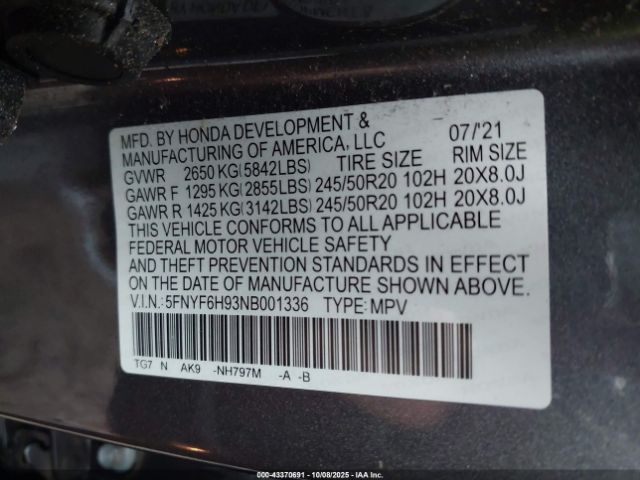 MFD. BY HONDA DEVELOPMENT & 07/'21
MANUFACTURING OF AMERICA, LLC
GVWR 2650 KG(5842LBS) TIRE SIZE RIM SIZE
GAWR F 1295 KG(2855LBS) 245/50R20 102H 20X8.0J
GAWR R 1425 KG(3142LBS) 245/50R20 102H 20X8.0J
THIS VEHICLE CONFORMS TO ALL APPLICABLE
FEDERAL MOTOR VEHICLE SAFETY
AND THEFT PREVENTION STANDARDS IN EFFECT
ON THE DATE OF MANUFACTURE SHOWN ABOVE.
V.I.N.:5FNYF6H93NB001336 TYPE:MPV
TG7 N AK9 -NH797M -A -B
000-43370691 - 10/08/2025 - IAA Inc.